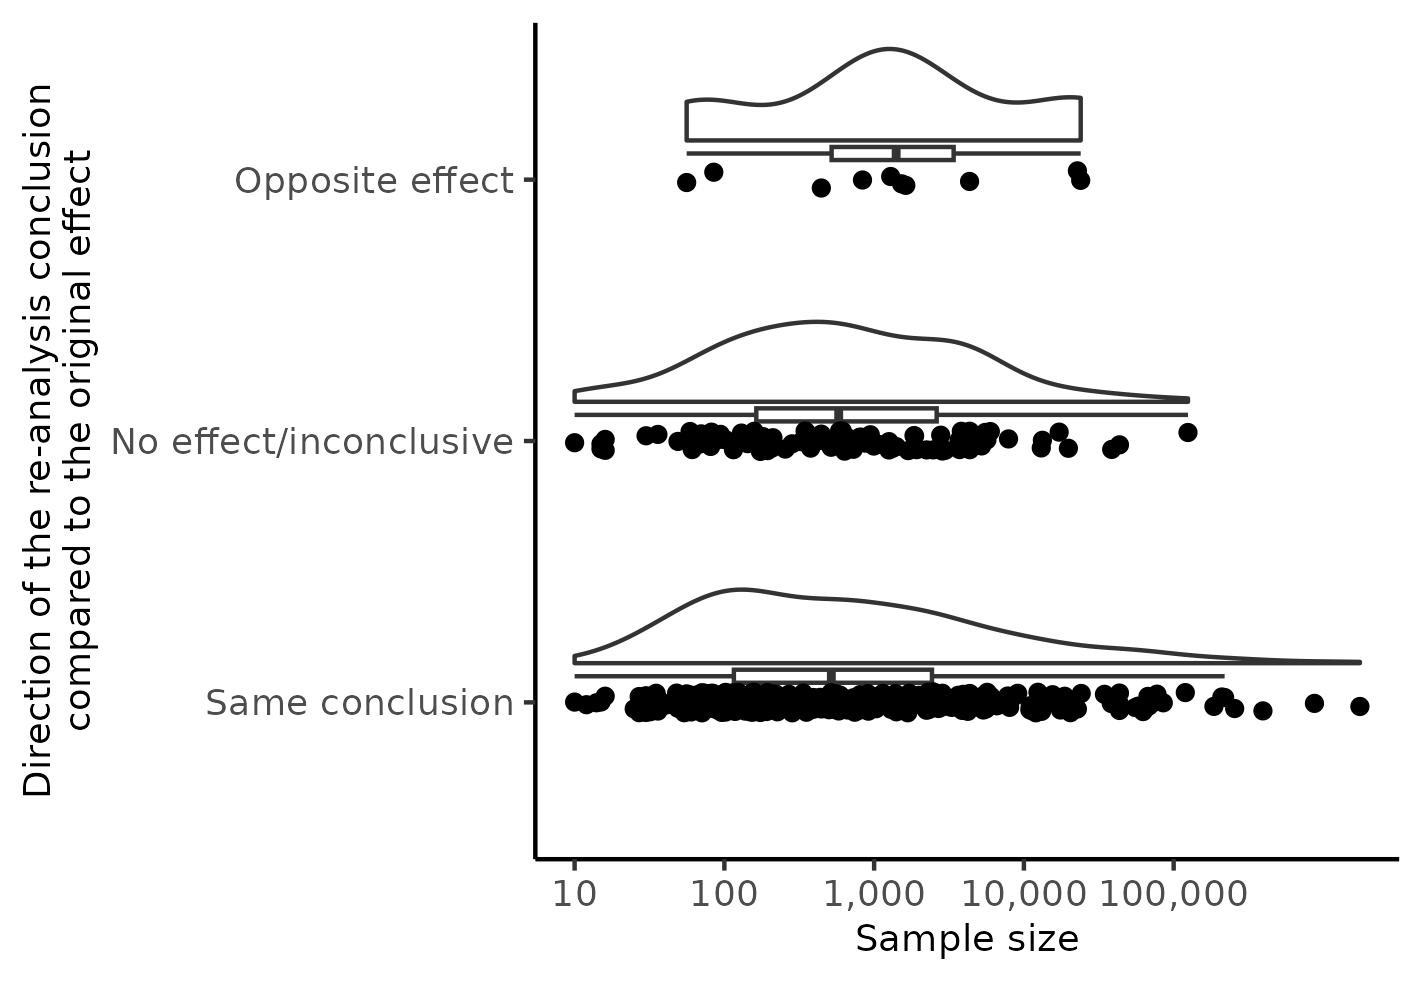 Direction of the re-analysis conclusion
compared to the original effect
Opposite effect
No effect/inconclusive
Same conclusion
10
100
1,000
10,000
100,000
Sample size